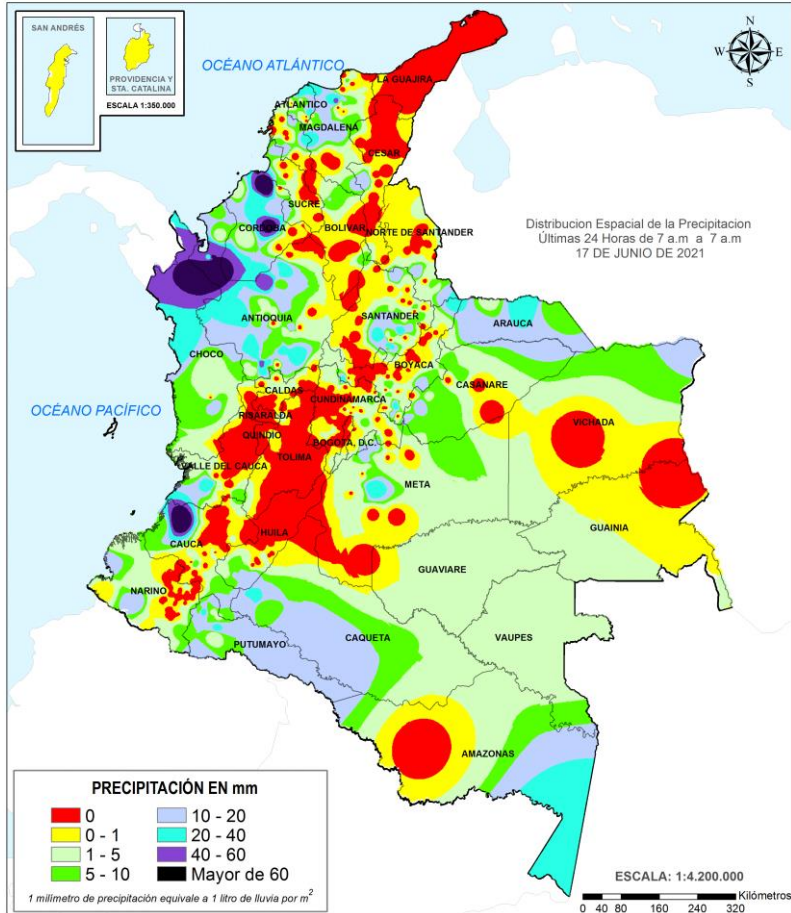 SAN ANDRÉS
PROVIDENCIA Y
STA. CATALINA
ESCALA 1:350.000
OCÉANO ATLÁNTICO
N
W
E
S
LA GUAJIRA
ATLANTICO
MAGDALENA
CESAR
SUCRE
CORDOBA
BOLIVAR
NORTE DE SANTANDER
Distribucion Espacial de la Precipitacion
Últimas 24 Horas de 7 a.m a 7 a.m
17 DE JUNIO DE 2021
ANTIOQUIA
SANTANDER
ARAUCA
CHOCO
BOYACA
CASANARE
CALDAS
CUNDINAMARCA
OCÉANO PACÍFICO
RISARALDA
QUINDIO
BOGOTA, D.C.
VICHADA
TOLIMA
VALLE DEL CAUCA
META
GUAINIA
HUILA
CAUCA
GUAVIARE
NARIÑO
CAQUETA
VAUPES
PUTUMAYO
AMAZONAS
PRECIPITACIÓN EN mm
0
0 - 1
1 - 5
5 - 10
10 - 20
20 - 40
40 - 60
Mayor de 60
1 milímetro de precipitación equivale a 1 litro de lluvia por m²
ESCALA: 1:4.200.000
Kilómetros
0 40 80 160 240 320